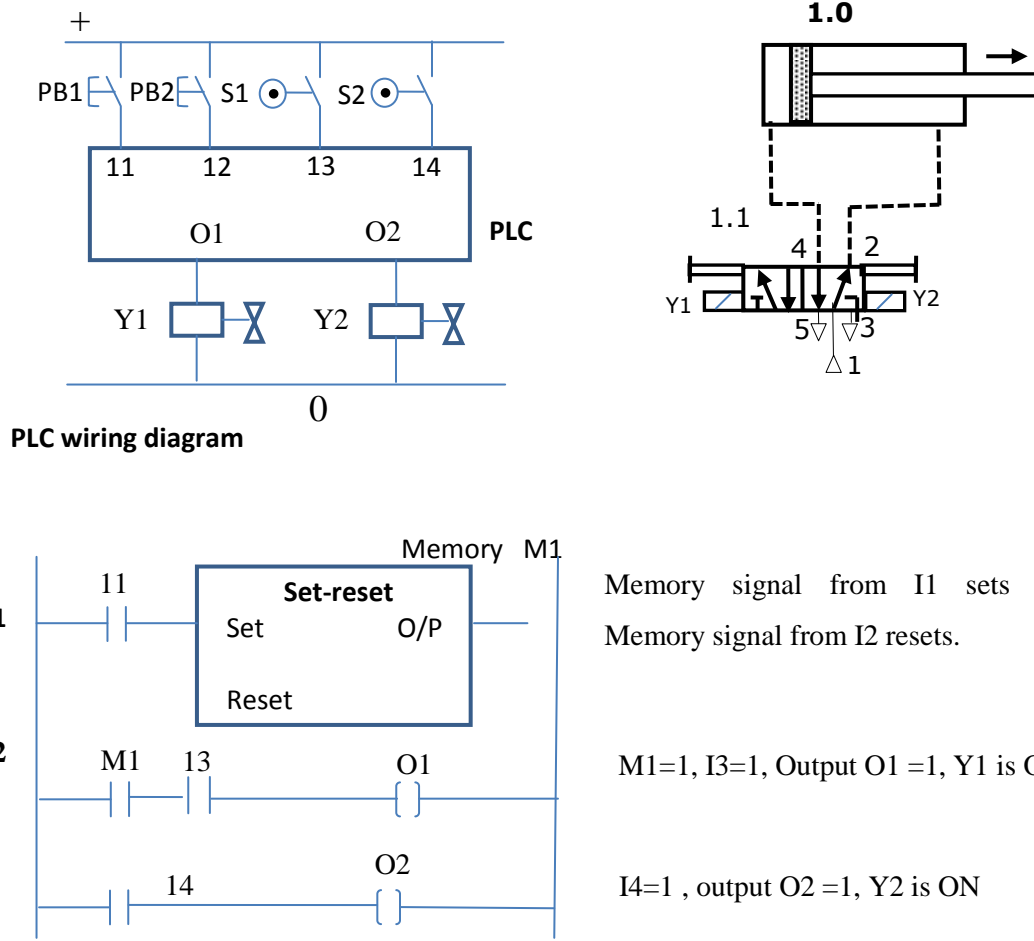 +
1.0
PB1 PB2 S1 S2
11 12 13 14
O1 O2 PLC
1.1
4 2
Y1 Y2
5 3
1
Y1 Y2
0
PLC wiring diagram
Memory M1
11
Set-reset
Set O/P
Reset
1
Memory signal from I1 sets
Memory signal from I2 resets.
2
M1 13 O1
M1=1, I3=1, Output O1 =1, Y1 is
14 O2
I4=1 , output O2 =1, Y2 is ON